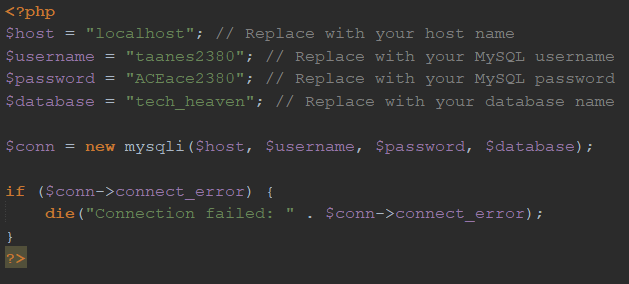 <?php
$host = "localhost"; // Replace with your host name
$username = "taanes2380"; // Replace with your MySQL username
$password = "ACEace2380"; // Replace with your MySQL password
$database = "tech_heaven"; // Replace with your database name
$conn = new mysqli($host, $username, $password, $database);
if ($conn->connect_error) {
die("Connection failed: " . $conn->connect_error);
}
?>